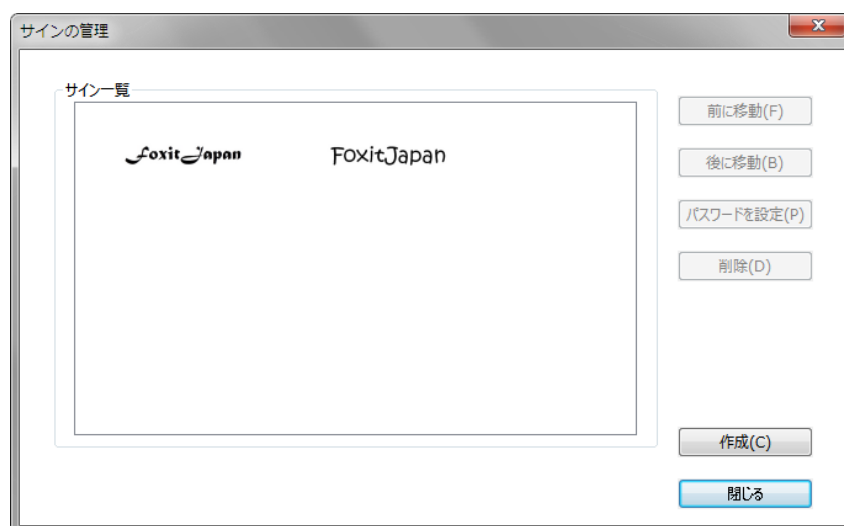 サインの管理
x
サイン一覧
FoxitJapan
FoxitJapan
前に移動(F)
後に移動(B)
パスワードを設定(P)
削除(D)
作成(C)
閉じる